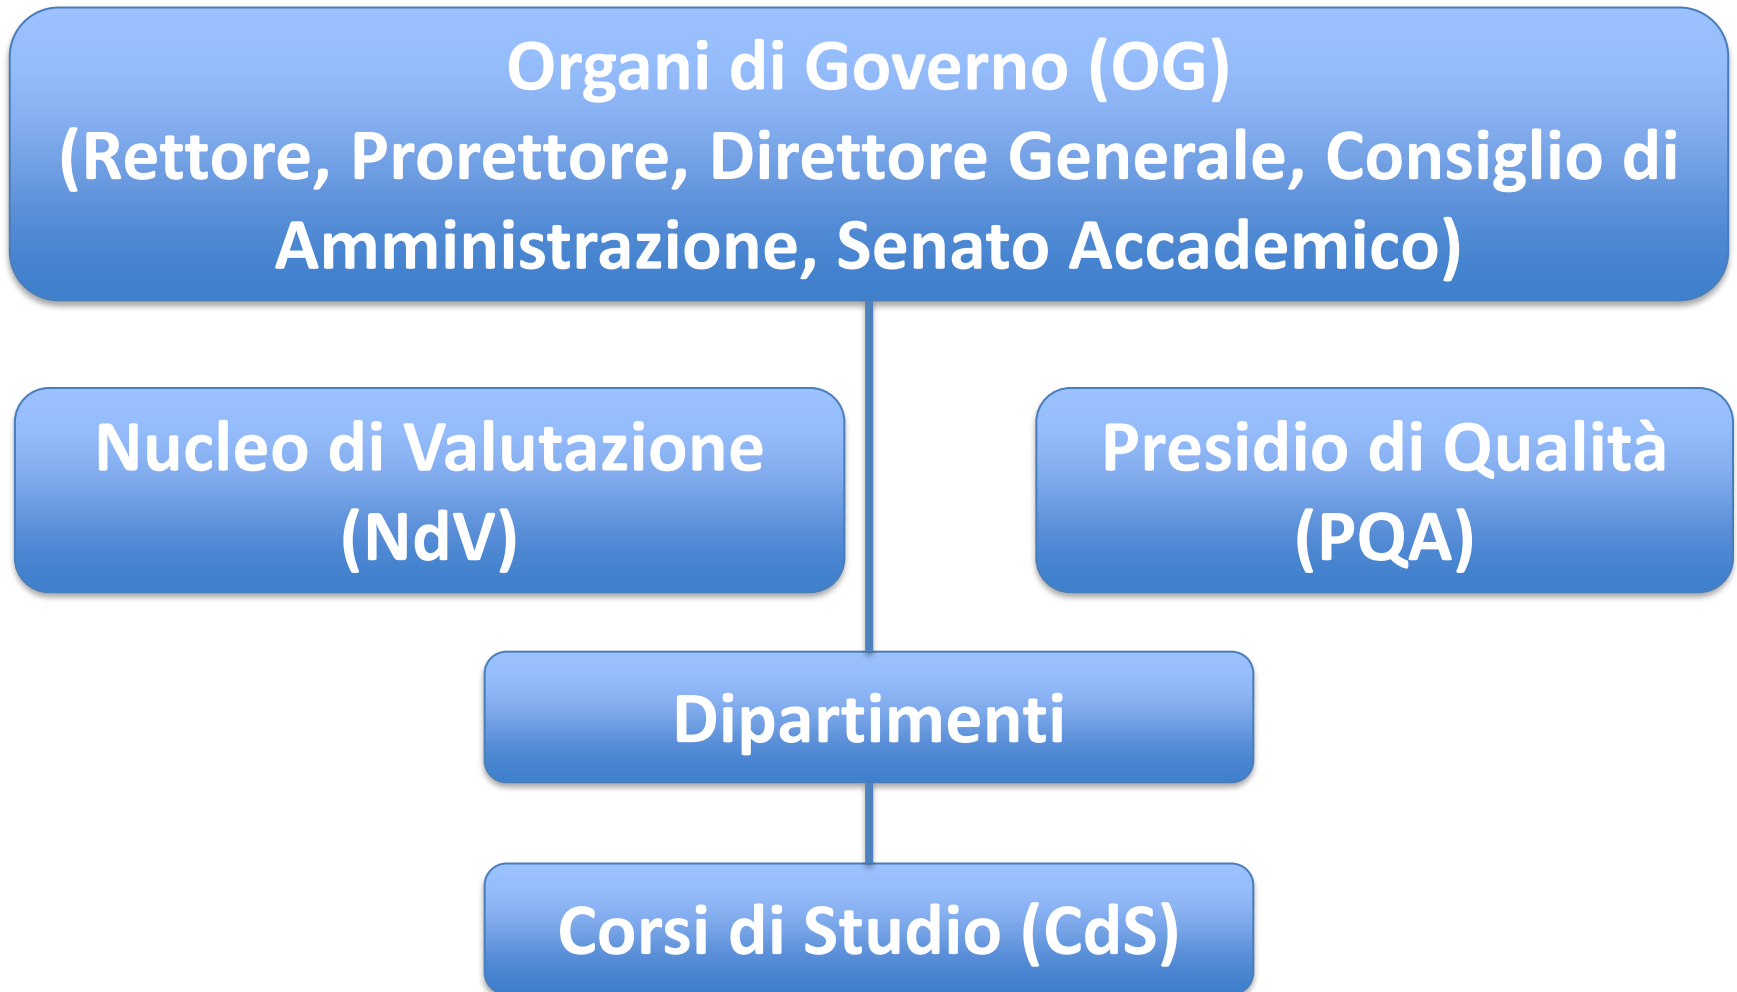 Organi di Governo (OG)
(Rettore, Prorettore, Direttore Generale, Consiglio di
Amministrazione, Senato Accademico)
Nucleo di Valutazione
(NdV)
Presidio di Qualità
(PQA)
Dipartimenti
Corsi di Studio (CdS)